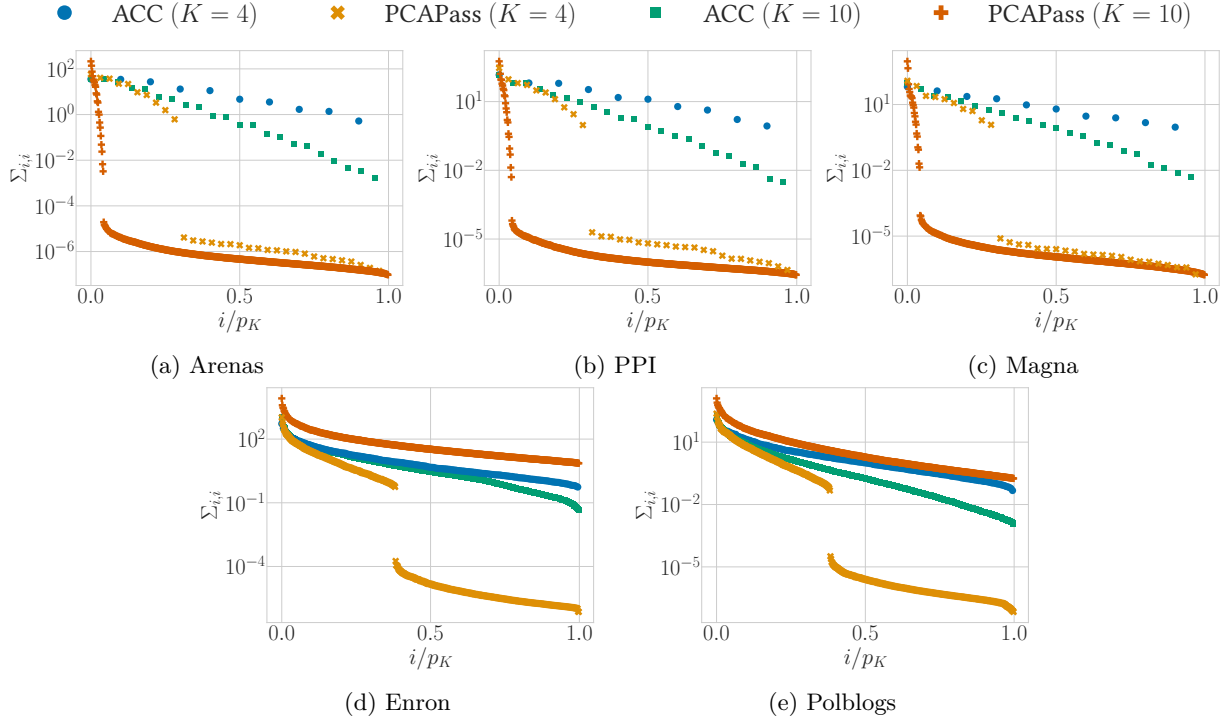 ACC (K = 4) PCAPass (K = 4) ACC (K = 10) PCAPass (K = 10)
10^2
10^0
10^{-2}
10^{-4}
10^{-6}
Σ_{i,i}
0.0 0.5 1.0
i/p_K
(a) Arenas
10^1
10^{-2}
10^{-5}
Σ_{i,i}
0.0 0.5 1.0
i/p_K
(b) PPI
10^1
10^{-2}
10^{-5}
Σ_{i,i}
0.0 0.5 1.0
i/p_K
(c) Magna
10^2
10^{-1}
10^{-4}
Σ_{i,i}
0.0 0.5 1.0
i/p_K
(d) Enron
10^1
10^{-2}
10^{-5}
Σ_{i,i}
0.0 0.5 1.0
i/p_K
(e) Polblogs